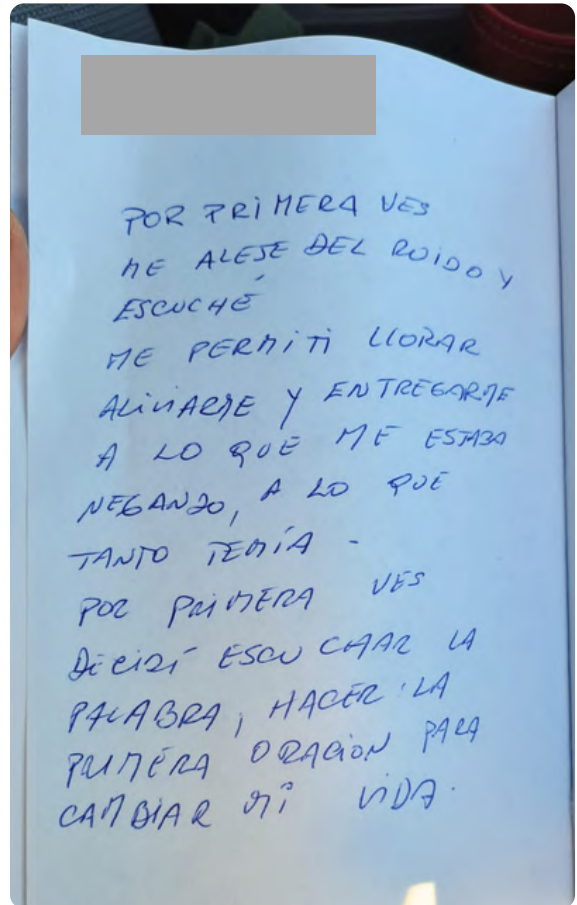 POR PRIMERA VES
ME ALEJE DEL RUIDO Y
ESCUCHÉ
ME PERMITI LLORAR
ALIVIARME Y ENTREGARME
A LO QUE ME ESTABA
NEGANDO, A LO QUE
TANTO TEMÍA -
POR PRIMERA VES
DECIDÍ ESCUCHAR LA
PALABRA, HACER LA
PRIMERA ORACION PARA
CAMBIAR MI VIDA.